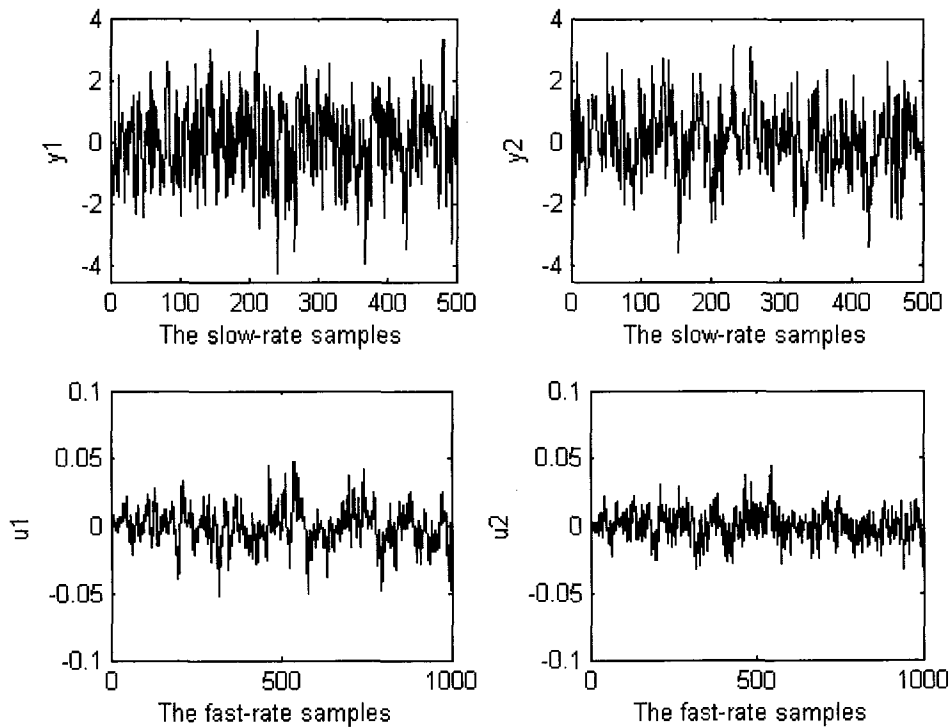 4
2
0
-2
-4
y1
0 100 200 300 400 500
The slow-rate samples
4
2
0
-2
-4
y2
0 100 200 300 400 500
The slow-rate samples
0.1
0.05
0
-0.05
-0.1
u1
0 500 1000
The fast-rate samples
0.1
0.05
0
-0.05
-0.1
u2
0 500 1000
The fast-rate samples